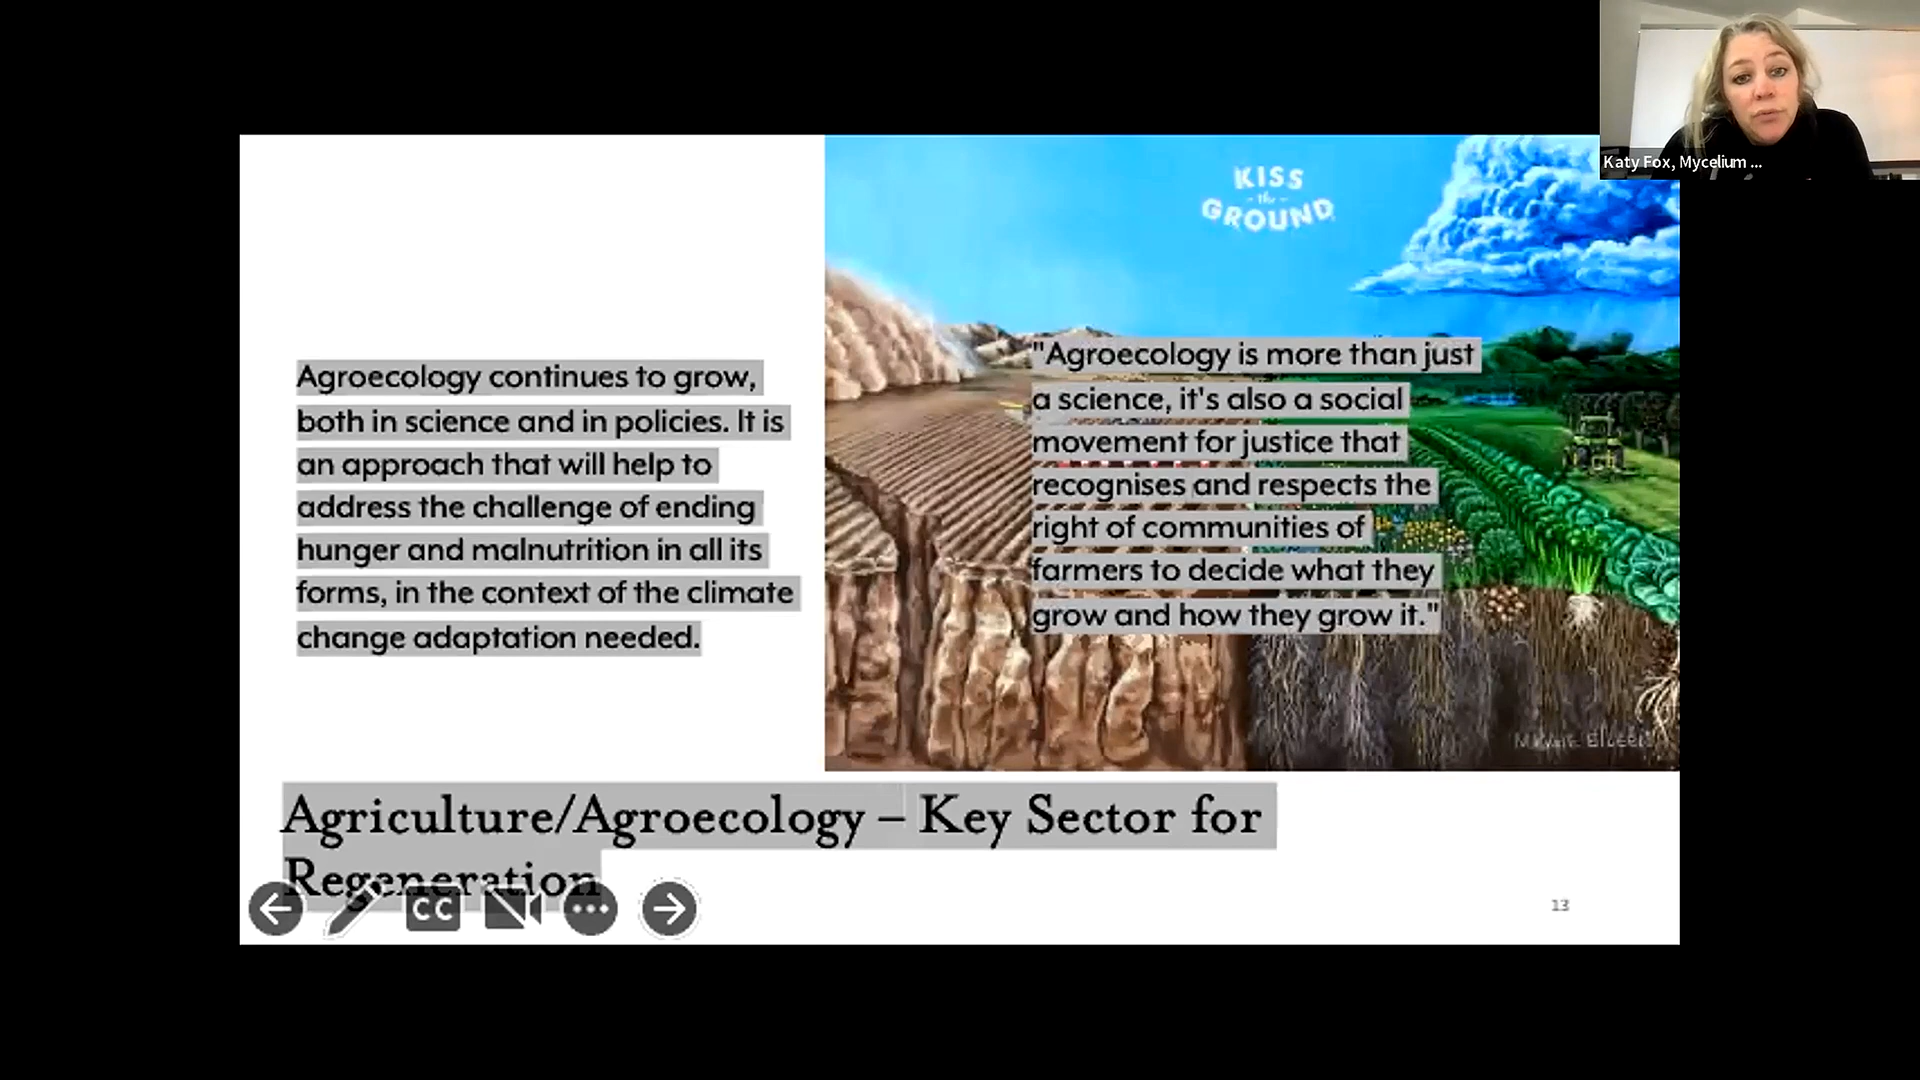 KISS
the
GROUND
Katy Fox, Mycelium ...
Agroecology continues to grow,
both in science and in policies. It is
an approach that will help to
address the challenge of ending
hunger and malnutrition in all its
forms, in the context of the climate
change adaptation needed.
"Agroecology is more than just
a science, it's also a social
movement for justice that
recognises and respects the
right of communities of
farmers to decide what they
grow and how they grow it."
Agriculture/Agroecology – Key Sector for
Regeneration
CC
13